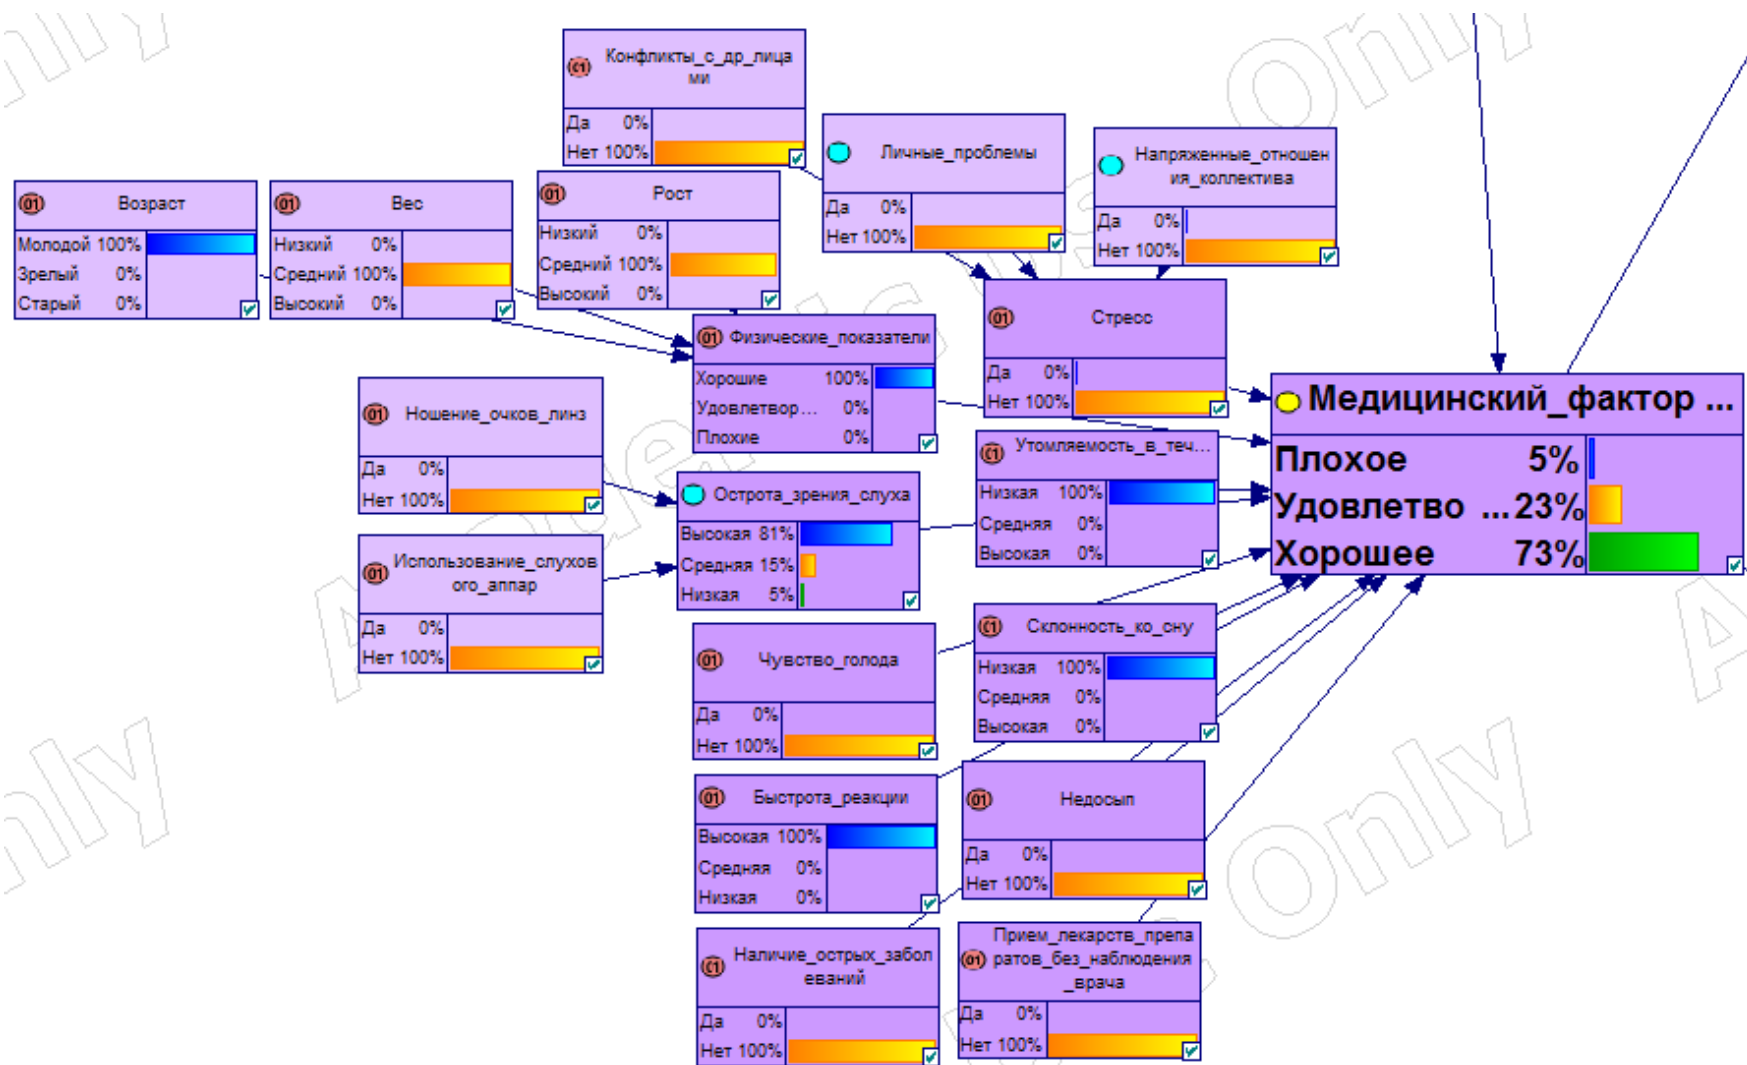 Конфликты_с_др_лица
ми
Да 0%
Нет 100%
Личные_проблемы
Да 0%
Нет 100%
Напряженные_отношен
ия_коллектива
Да 0%
Нет 100%
Возраст
Молодой 100%
Зрелый 0%
Старый 0%
Вес
Низкий 0%
Средний 100%
Высокий 0%
Рост
Низкий 0%
Средний 100%
Высокий 0%
Физические_показатели
Хорошие 100%
Удовлетвор... 0%
Плохие 0%
Стресс
Да 0%
Нет 100%
Медицинский_фактор ...
Плохое 5%
Удовлетво ...23%
Хорошее 73%
Ношение_очков_линз
Да 0%
Нет 100%
Острота_зрения_слуха
Высокая 81%
Средняя 15%
Низкая 5%
Утомляемость_в_теч...
Низкая 100%
Средняя 0%
Высокая 0%
Использование_слухов
ого_аппар
Да 0%
Нет 100%
Чувство_голода
Да 0%
Нет 100%
Склонность_ко_сну
Низкая 100%
Средняя 0%
Высокая 0%
Быстрота_реакции
Высокая 100%
Средняя 0%
Низкая 0%
Недосып
Да 0%
Нет 100%
Наличие_острых_забол
еваний
Да 0%
Нет 100%
Прием_лекарств_препа
ратов_без_наблюдения
_врача
Да 0%
Нет 100%
Only
Only